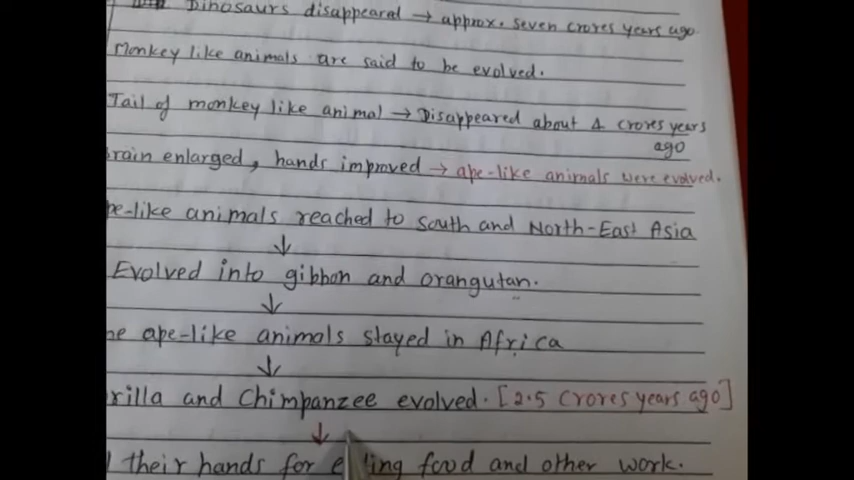 Dinosaurs disappeared → approx. seven crores years ago
Monkey like animals are said to be evolved.
Tail of monkey like animal → Disappeared about 4 crores years
ago
rain enlarged, hands improved → ape-like animals were evolved.
pe-like animals reached to south and North-East Asia
↓
Evolved into gibbon and orangutan.
↓
e ape-like animals stayed in Africa
↓
rilla and Chimpanzee evolved. [2.5 crores years ago]
↓
their hands for food and other work.